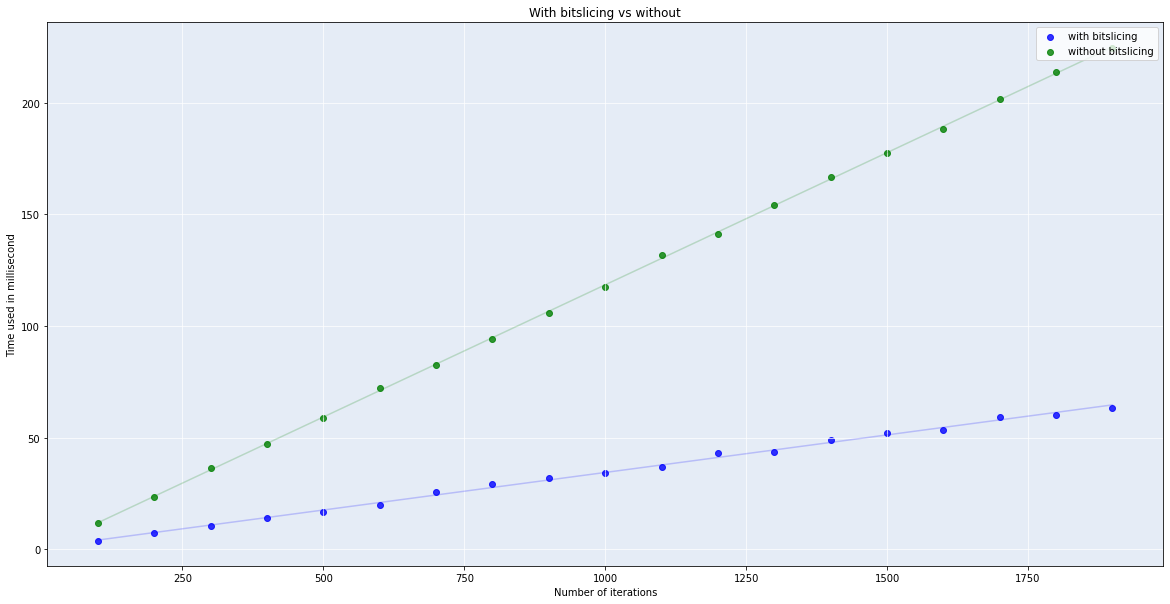 With bitslicing vs without
with bitslicing
without bitslicing
200
150
100
50
0
Time used in millisecond
250
500
750
1000
1250
1500
1750
Number of iterations